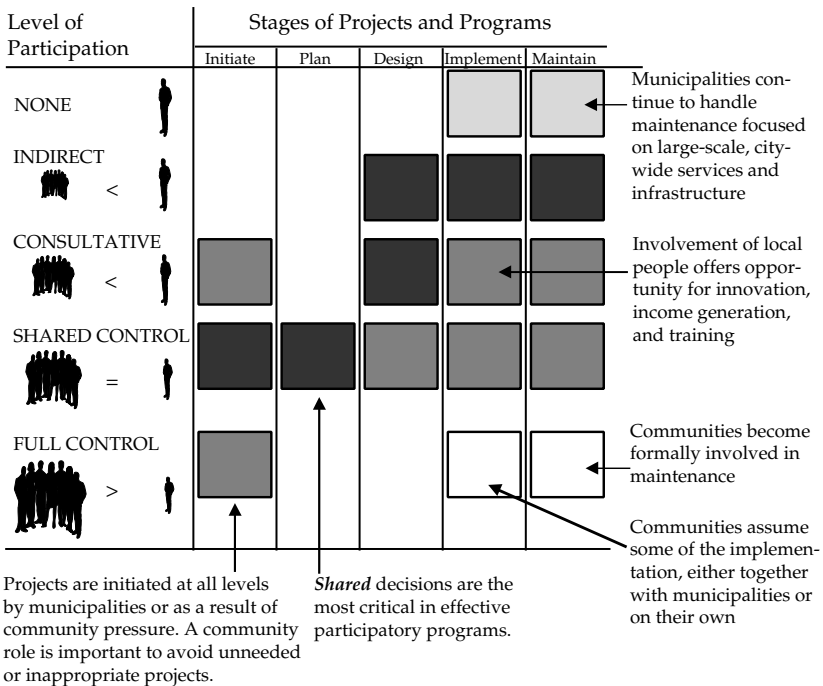 Level of
Participation
Stages of Projects and Programs
Initiate
Plan
Design
Implement
Maintain
NONE
INDIRECT
<
CONSULTATIVE
<
SHARED CONTROL
=
FULL CONTROL
>
Municipalities con-
tinue to handle
maintenance focused
on large-scale, city-
wide services and
infrastructure
Involvement of local
people offers oppor-
tunity for innovation,
income generation,
and training
Communities become
formally involved in
maintenance
Communities assume
some of the implemen-
tation, either together
with municipalities or
on their own
Projects are initiated at all levels
by municipalities or as a result of
community pressure. A community
role is important to avoid unneeded
or inappropriate projects.
Shared decisions are the
most critical in effective
participatory programs.